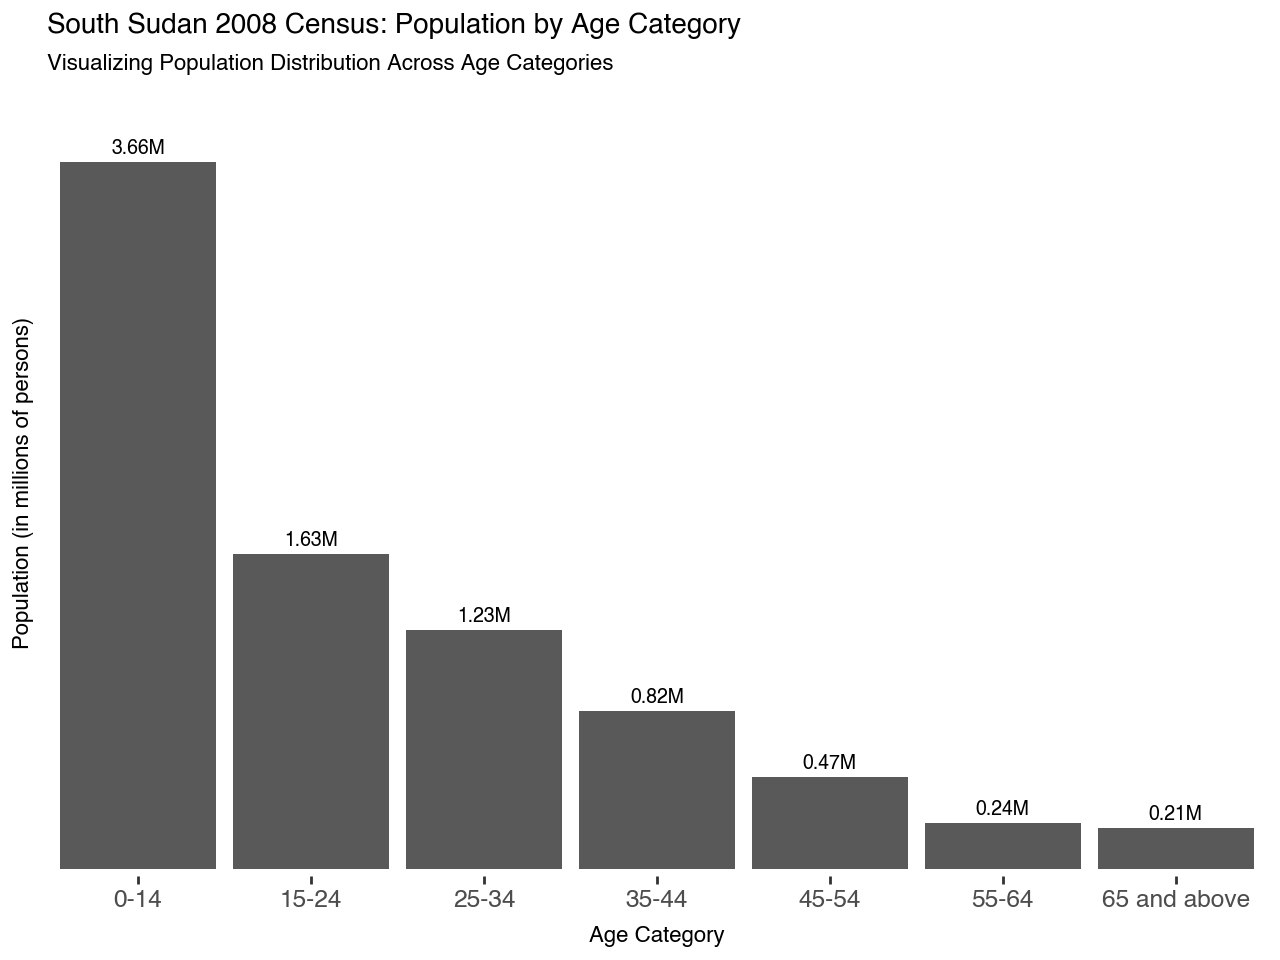 South Sudan 2008 Census: Population by Age Category
Visualizing Population Distribution Across Age Categories
Population (in millions of persons)
3.66M
1.63M
1.23M
0.82M
0.47M
0.24M
0.21M
0-14
15-24
25-34
35-44
45-54
55-64
65 and above
Age Category